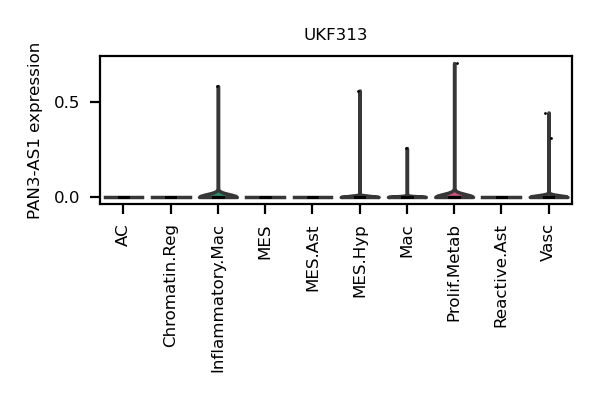 UKF313
PAN3-AS1 expression
0.5
0.0
AC
Chromatin.Reg
Inflammatory.Mac
MES
MES.Ast
MES.Hyp
Mac
Prolif.Metab
Reactive.Ast
Vasc